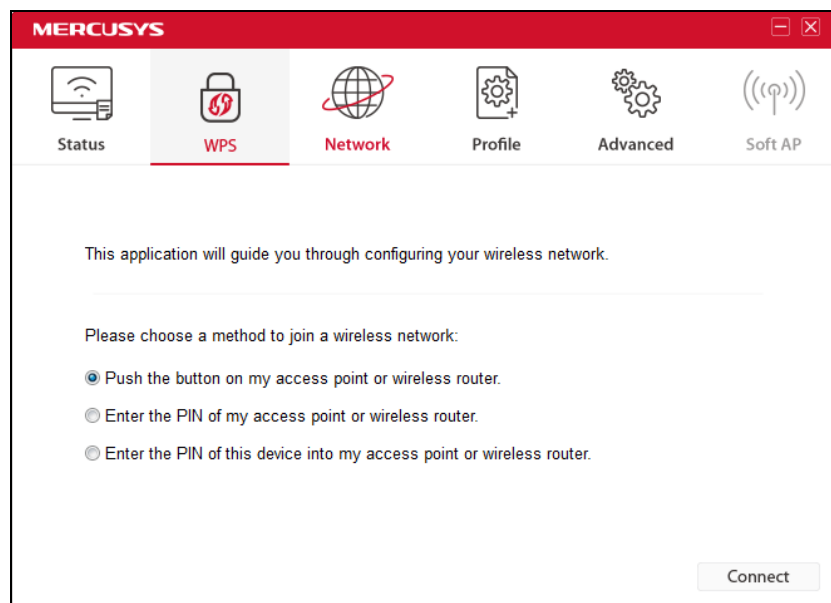 MERCUSYS
Status WPS Network Profile Advanced Soft AP
This application will guide you through configuring your wireless network.
Please choose a method to join a wireless network:
Push the button on my access point or wireless router.
Enter the PIN of my access point or wireless router.
Enter the PIN of this device into my access point or wireless router.
Connect